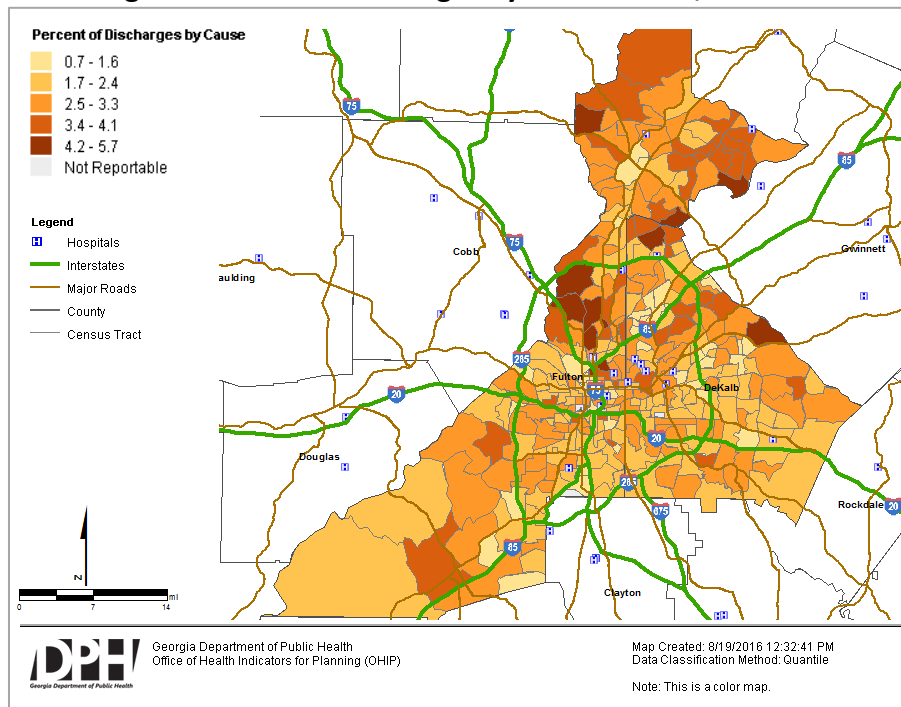 Percent of Discharges by Cause
0.7 - 1.6
1.7 - 2.4
2.5 - 3.3
3.4 - 4.1
4.2 - 5.7
Not Reportable
Legend
H Hospitals
Interstates
Major Roads
County
Census Tract
75
85
75
Cobb
Gwinnett
aulding
85
285
Fulton
DeKalb
20
20
Douglas
285
Rockdale
20
675
85
Clayton
N
0 7 14 mi
DPH
Georgia Department of Public Health
Georgia Department of Public Health
Office of Health Indicators for Planning (OHIP)
Map Created: 8/19/2016 12:32:41 PM
Data Classification Method: Quantile
Note: This is a color map.